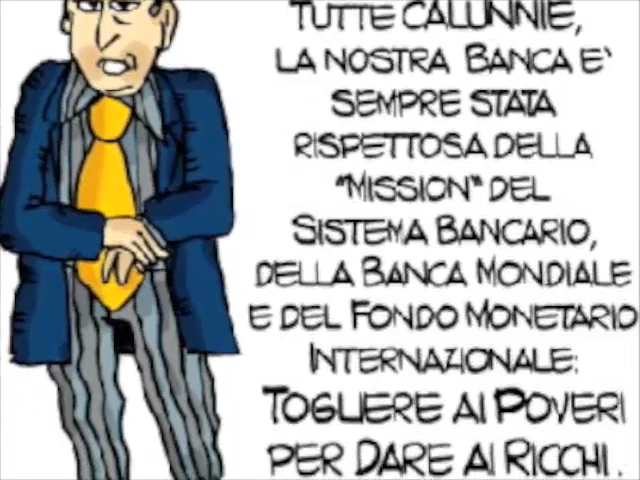 TUTTE CALUNNIE,
LA NOSTRA BANCA E'
SEMPRE STATA
RISPETTOSA DELLA
"MISSION" DEL
SISTEMA BANCARIO,
DELLA BANCA MONDIALE
E DEL FONDO MONETARIO
INTERNAZIONALE:
TOGLIERE AI POVERI
PER DARE AI RICCHI.